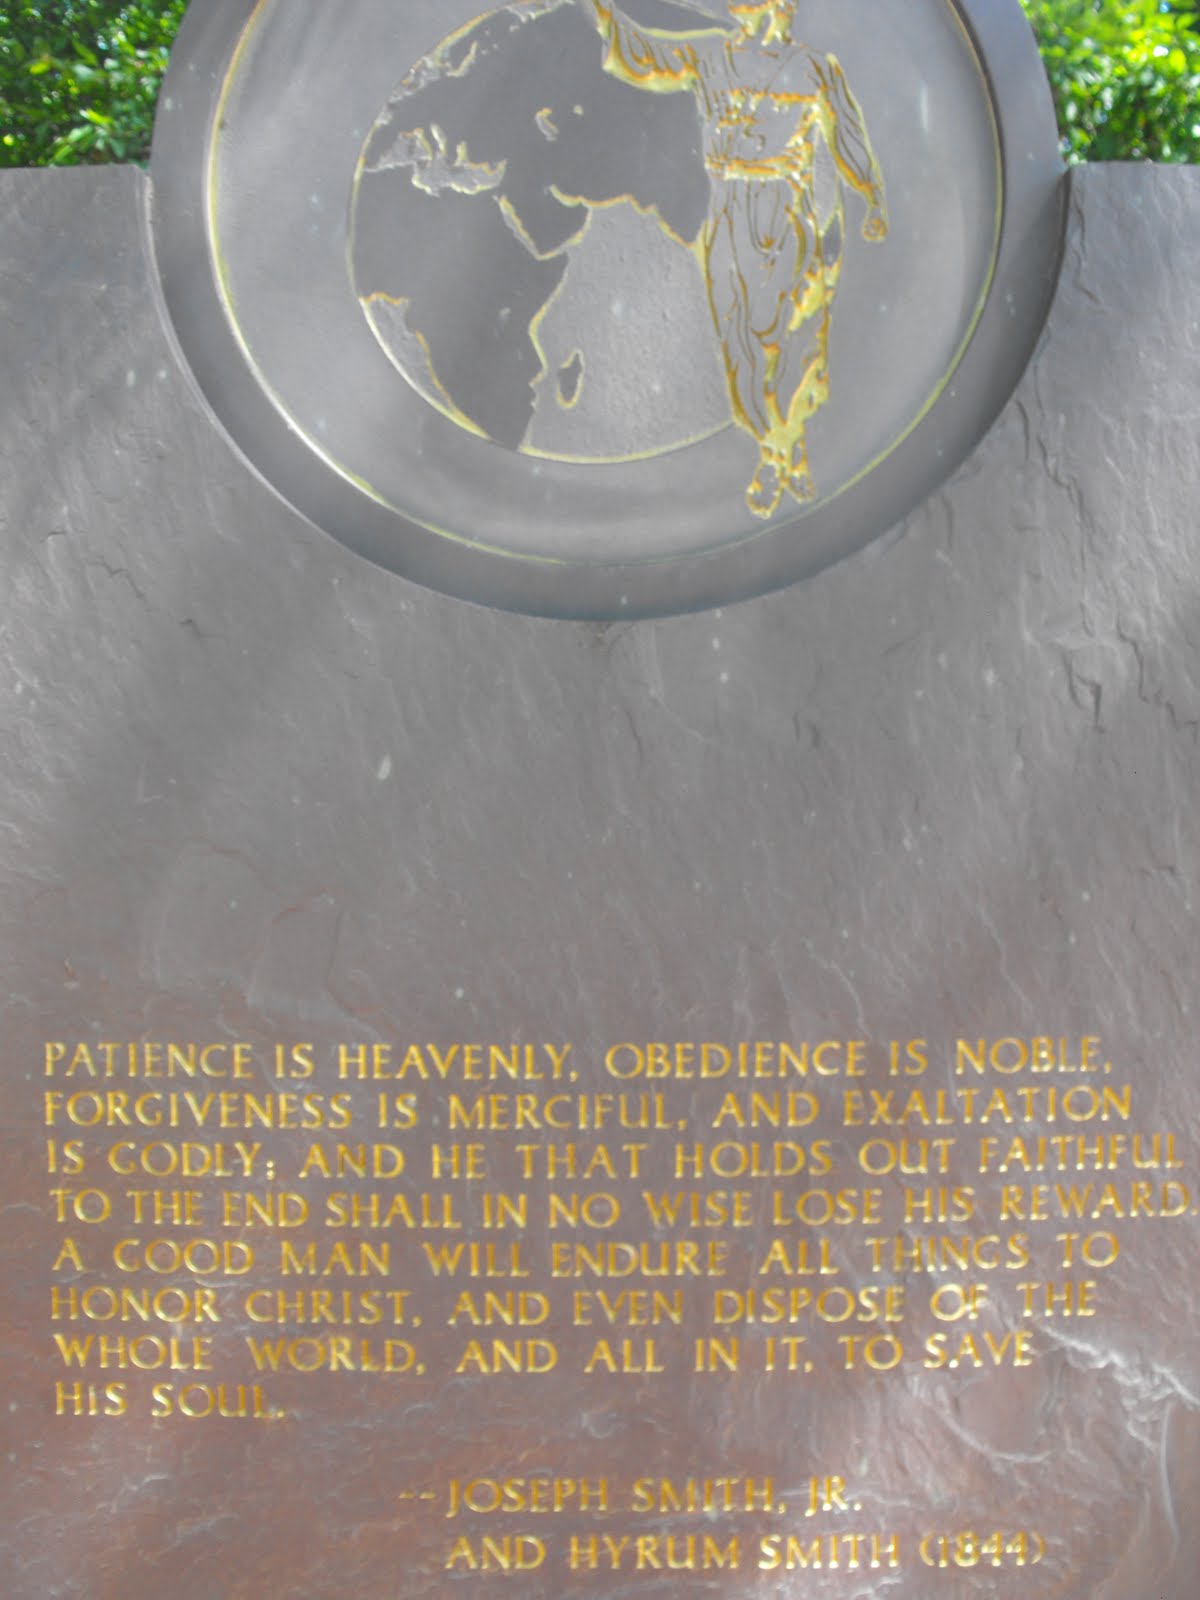 PATIENCE IS HEAVENLY, OBEDIENCE IS NOBLE,
FORGIVENESS IS MERCIFUL, AND EXALTATION
IS GODLY; AND HE THAT HOLDS OUT FAITHFUL
TO THE END SHALL IN NO WISE LOSE HIS REWARD.
A GOOD MAN WILL ENDURE ALL THINGS TO
HONOR CHRIST, AND EVEN DISPOSE OF THE
WHOLE WORLD, AND ALL IN IT, TO SAVE
HIS SOUL.
--JOSEPH SMITH, JR.
AND HYRUM SMITH (1844)